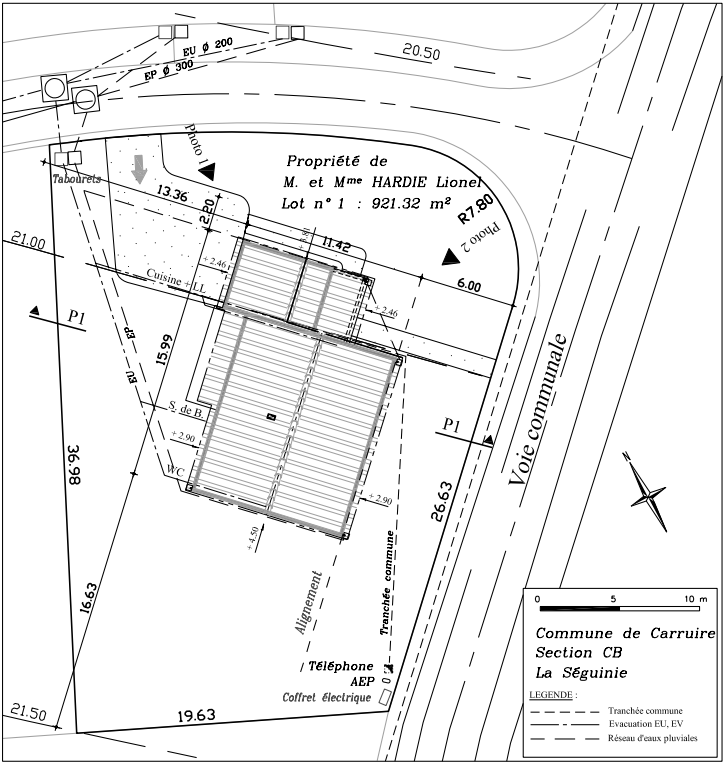 20.50
EU Ø 200
EP Ø 300
Photo 1
Propriété de
M. et Mme HARDIE Lionel
Lot n° 1 : 921.32 m²
R7.80
Photo 2
Tabourets
13.36
2.20
11.42
6.00
21.00
+ 2.46
Cuisine + LL
+ 2.46
P1
EP
EU
15.99
S. de B.
+ 2.90
WC
P1
Voie communale
36.98
26.63
+ 2.90
+ 4.50
N
16.63
Alignement
Tranchée commune
Téléphone
AEP
Coffret électrique
21.50
19.63
0 5 10 m
Commune de Carruire
Section CB
La Séguinie
LEGENDE :
Tranchée commune
Evacuation EU, EV
Réseau d'eaux pluviales